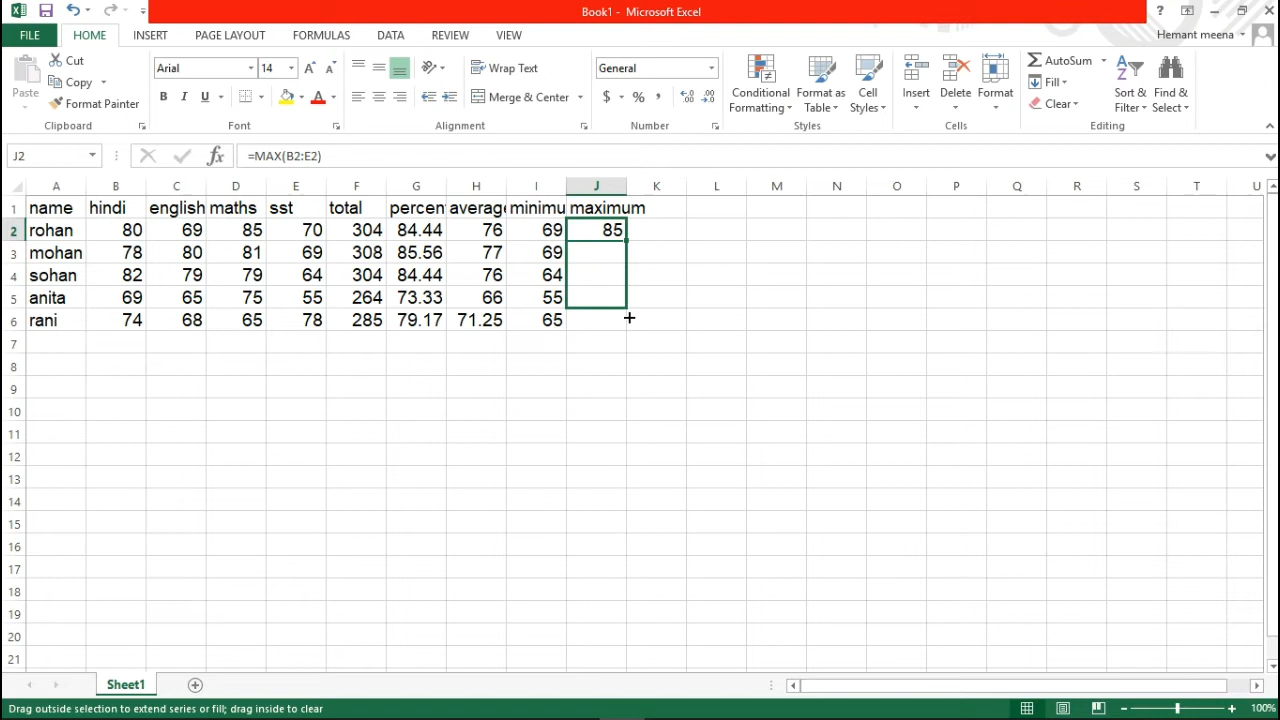 Book1 - Microsoft Excel
FILE HOME INSERT PAGE LAYOUT FORMULAS DATA REVIEW VIEW Hemant meena
Paste Cut Copy Format Painter
Clipboard
Arial 14
B I U
Font
Wrap Text
Merge & Center
Alignment
General
$ % ,
Number
Conditional Formatting
Format as Table
Cell Styles
Styles
Insert Delete Format
Cells
AutoSum
Fill
Clear
Sort & Filter
Find & Select
Editing
J2 fx =MAX(B2:E2)
A B C D E F G H I J K L M N O P Q R S T U
1 name hindi english maths sst total percen average minimu maximum
2 rohan 80 69 85 70 304 84.44 76 69 85
3 mohan 78 80 81 69 308 85.56 77 69
4 sohan 82 79 79 64 304 84.44 76 64
5 anita 69 65 75 55 264 73.33 66 55
6 rani 74 68 65 78 285 79.17 71.25 65
7
8
9
10
11
12
13
14
15
16
17
18
19
20
21
Sheet1
Drag outside selection to extend series or fill; drag inside to clear 100%